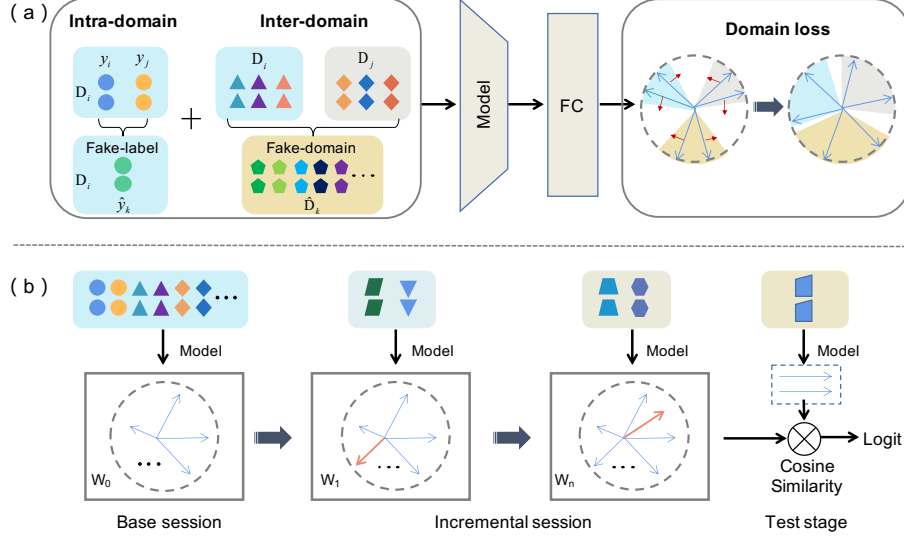 (a)
Intra-domain
Inter-domain
Domain loss
y_i
y_j
D_i
D_j
D_i
Model
FC
Fake-label
Fake-domain
D_i
ŷ_k
D̂_k
(b)
Model
Model
Model
Model
W_0
W_1
W_n
Logit
Cosine
Similarity
Base session
Incremental session
Test stage